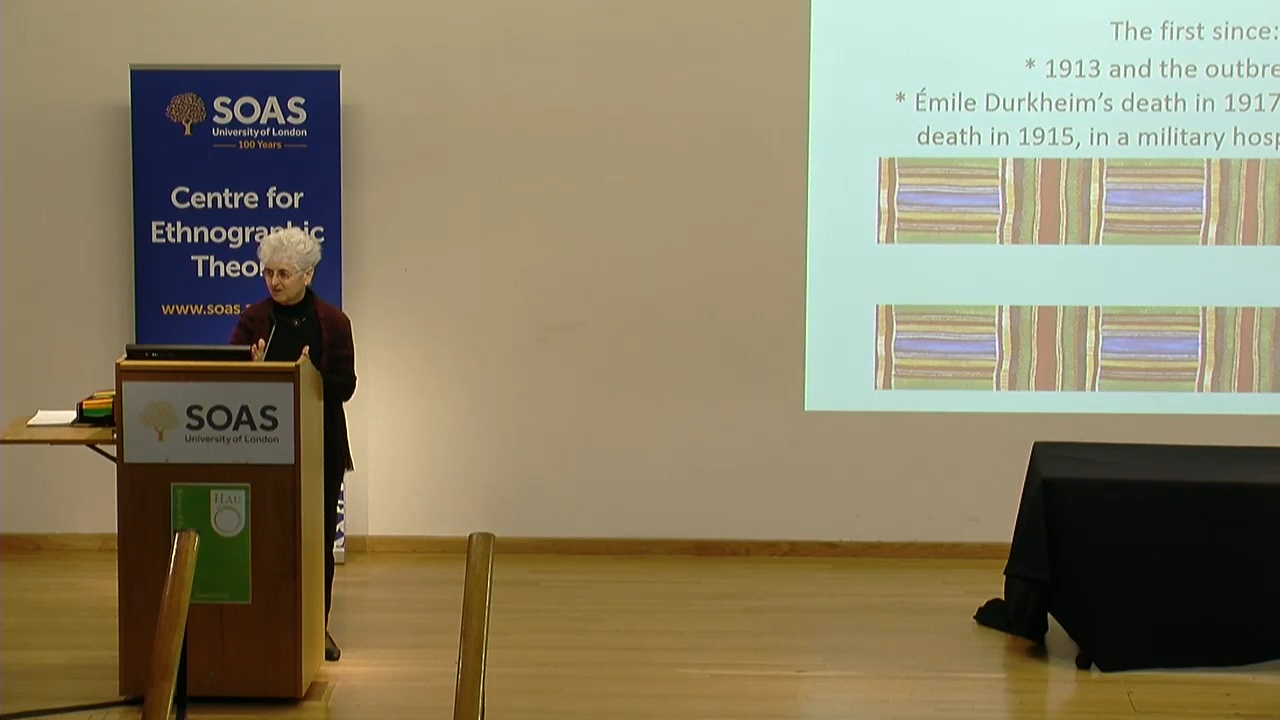 SOAS
University of London
100 Years
Centre for
Ethnographic
Theo
www.soas.
SOAS
University of London
HAU
The first since:
* 1913 and the outbre
* Émile Durkheim’s death in 1917
death in 1915, in a military hosp